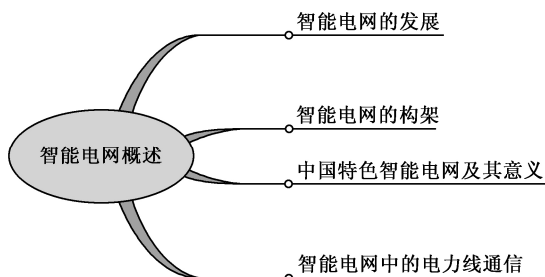 智能电网的发展
智能电网的构架
智能电网概述
中国特色智能电网及其意义
智能电网中的电力线通信